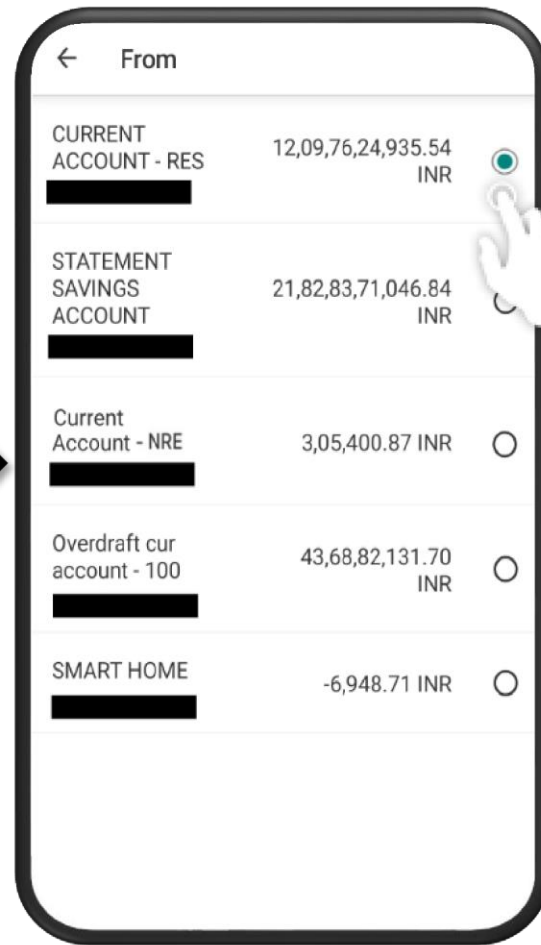 From
CURRENT
ACCOUNT - RES
12,09,76,24,935.54
INR
STATEMENT
SAVINGS
ACCOUNT
21,82,83,71,046.84
INR
Current
Account - NRE
3,05,400.87 INR
Overdraft cur
account - 100
43,68,82,131.70
INR
SMART HOME
-6,948.71 INR